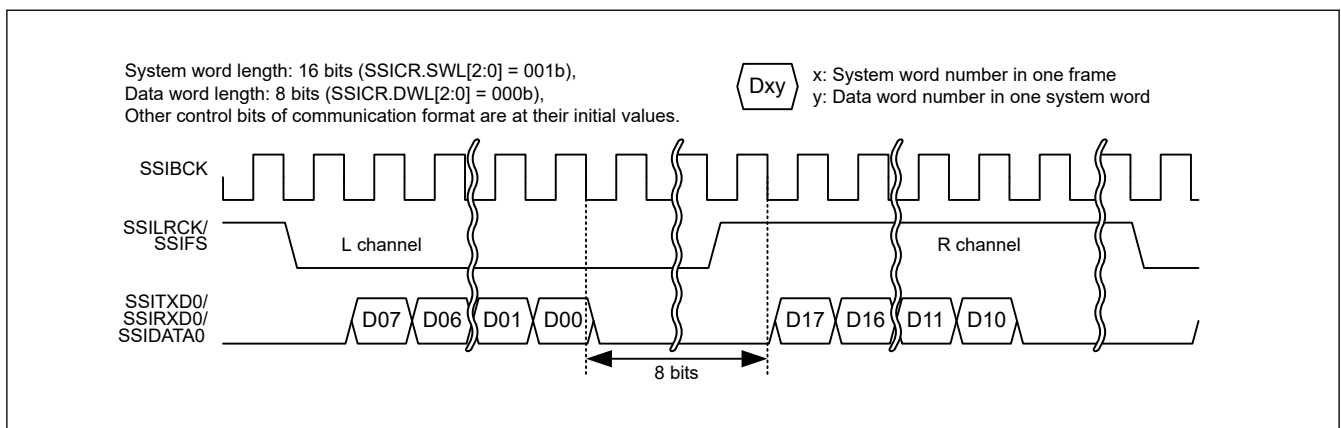 System word length: 16 bits (SSICR.SWL[2:0] = 001b),
Data word length: 8 bits (SSICR.DWL[2:0] = 000b),
Other control bits of communication format are at their initial values.
Dxy
x: System word number in one frame
y: Data word number in one system word
SSIBCK
SSILRCK/
SSIFS
L channel
R channel
SSITXD0/
SSIRXD0/
SSIDATA0
D07 D06 D01 D00 D17 D16 D11 D10
8 bits